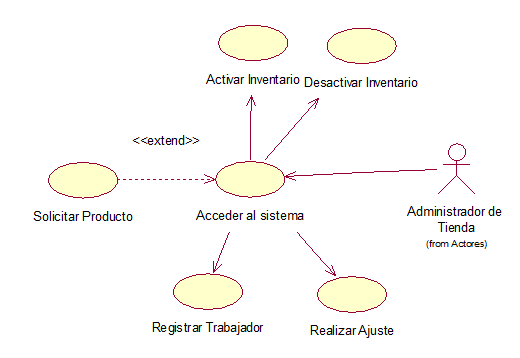 Activar Inventario
Desactivar Inventario
<<extend>>
Solicitar Producto
Acceder al sistema
Administrador de
Tienda
(from Actores)
Registrar Trabajador
Realizar Ajuste